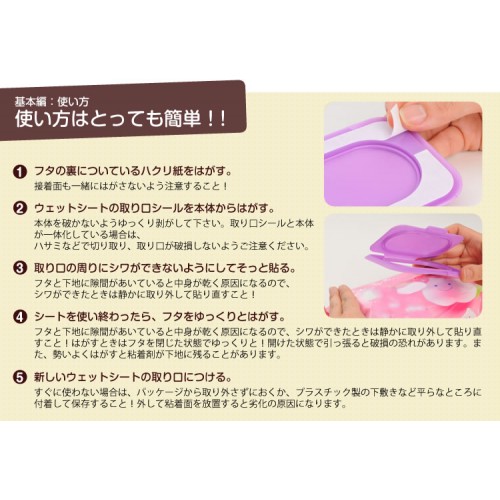 基本編：使い方
使い方はとっても簡単！！
1 フタの裏についているハクリ紙をはがす。
接着面も一緒にはがさないよう注意すること！
2 ウェットシートの取り口シールを本体からはがす。
本体を破かないようゆっくり剥がして下さい。取り口シールと本体
が一体化している場合は、
ハサミなどで切り取り、取り口が破損しないようご注意ください。
3 取り口の周りにシワができないようにしてそっと貼る。
フタと下地に隙間があいていると中身が乾く原因になるので、
シワができたときは静かに取り外して貼り直すこと！
4 シートを使い終わったら、フタをゆっくりとはがす。
フタと下地に隙間があいていると中身が乾く原因になるので、シワができたときは静かに取り外して貼り直
すこと！はがすときはフタを閉じた状態でゆっくりと！開けた状態で引っ張ると破損の恐れがあります。ま
た、勢いよくはがすと粘着剤が下地に残ることがあります。
5 新しいウェットシートの取り口につける。
すぐに使わない場合は、パッケージから取り外さずにおくか、プラスチック製の下敷きなど平らなところに
付着して保存すること！外して粘着面を放置すると劣化の原因になります。